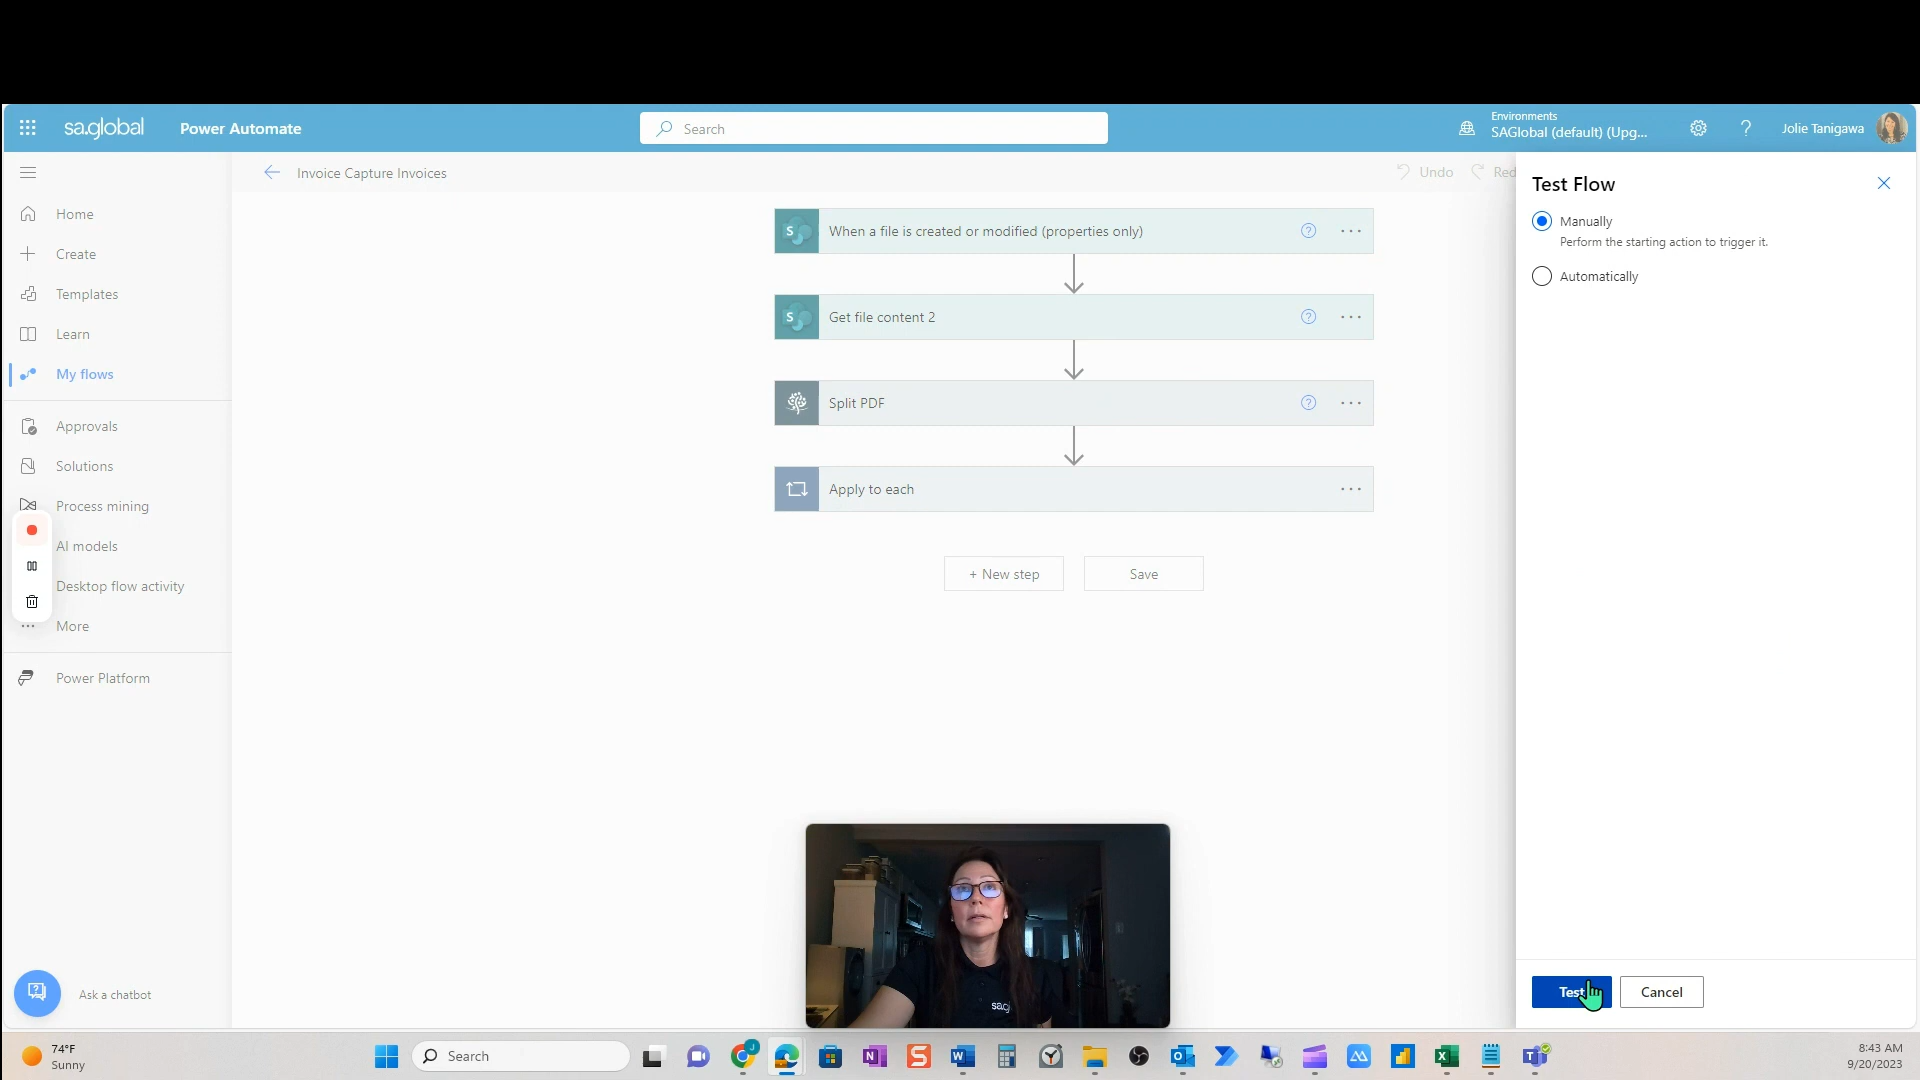 sa.global
Power Automate
Search
Environments
SAGlobal (default) (Upg...
?
Jolie Tanigawa
Invoice Capture Invoices
Undo
Red
Home
Create
Templates
Learn
My flows
Approvals
Solutions
Process mining
AI models
Desktop flow activity
More
Power Platform
Ask a chatbot
S
When a file is created or modified (properties only)
?
S
Get file content 2
?
Split PDF
?
Apply to each
+ New step
Save
Test Flow
Manually
Perform the starting action to trigger it.
Automatically
Test
Cancel
74°F
Sunny
Search
8:43 AM
9/20/2023